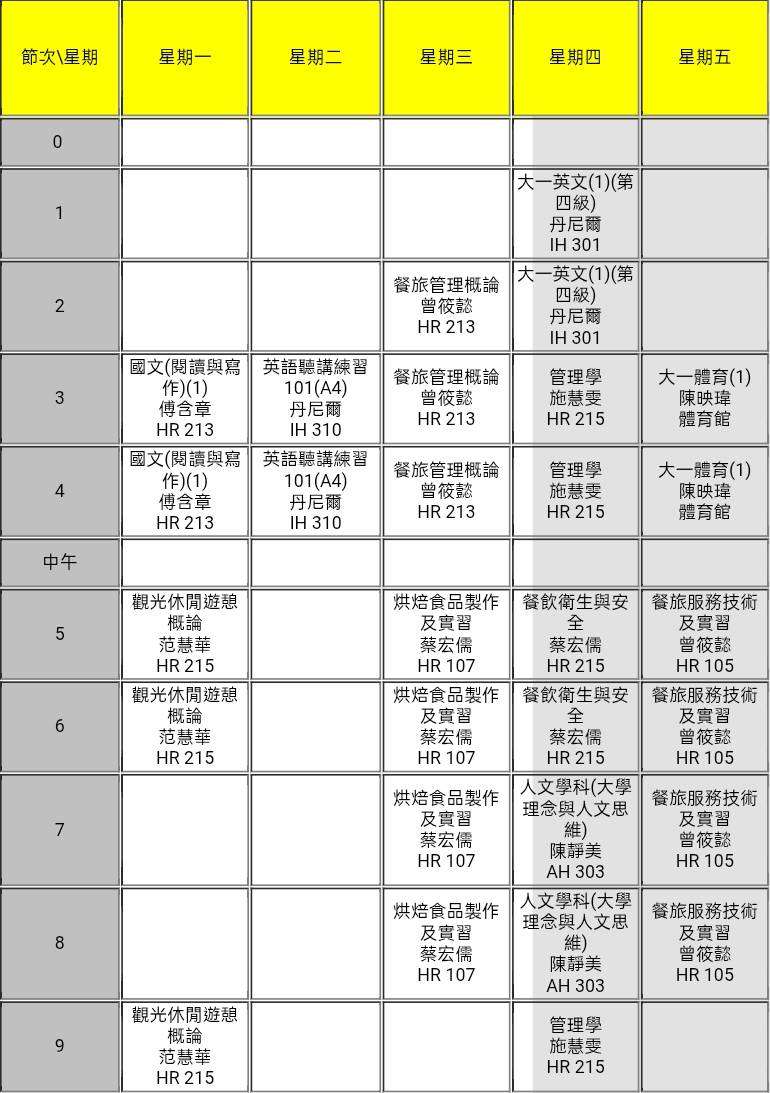 節次\星期
星期一
星期二
星期三
星期四
星期五
0
1
大一英文(1)(第
四級)
丹尼爾
IH 301
2
餐旅管理概論
曾筱懿
HR 213
大一英文(1)(第
四級)
丹尼爾
IH 301
3
國文(閱讀與寫
作)(1)
傅含章
HR 213
英語聽講練習
101(A4)
丹尼爾
IH 310
餐旅管理概論
曾筱懿
HR 213
管理學
施慧雯
HR 215
大一體育(1)
陳映瑋
體育館
4
國文(閱讀與寫
作)(1)
傅含章
HR 213
英語聽講練習
101(A4)
丹尼爾
IH 310
餐旅管理概論
曾筱懿
HR 213
管理學
施慧雯
HR 215
大一體育(1)
陳映瑋
體育館
中午
5
觀光休閒遊憩
概論
范慧華
HR 215
烘焙食品製作
及實習
蔡宏儒
HR 107
餐飲衛生與安
全
蔡宏儒
HR 215
餐旅服務技術
及實習
曾筱懿
HR 105
6
觀光休閒遊憩
概論
范慧華
HR 215
烘焙食品製作
及實習
蔡宏儒
HR 107
餐飲衛生與安
全
蔡宏儒
HR 215
餐旅服務技術
及實習
曾筱懿
HR 105
7
烘焙食品製作
及實習
蔡宏儒
HR 107
人文學科(大學
理念與人文思
維)
陳靜美
AH 303
餐旅服務技術
及實習
曾筱懿
HR 105
8
烘焙食品製作
及實習
蔡宏儒
HR 107
人文學科(大學
理念與人文思
維)
陳靜美
AH 303
餐旅服務技術
及實習
曾筱懿
HR 105
9
觀光休閒遊憩
概論
范慧華
HR 215
管理學
施慧雯
HR 215